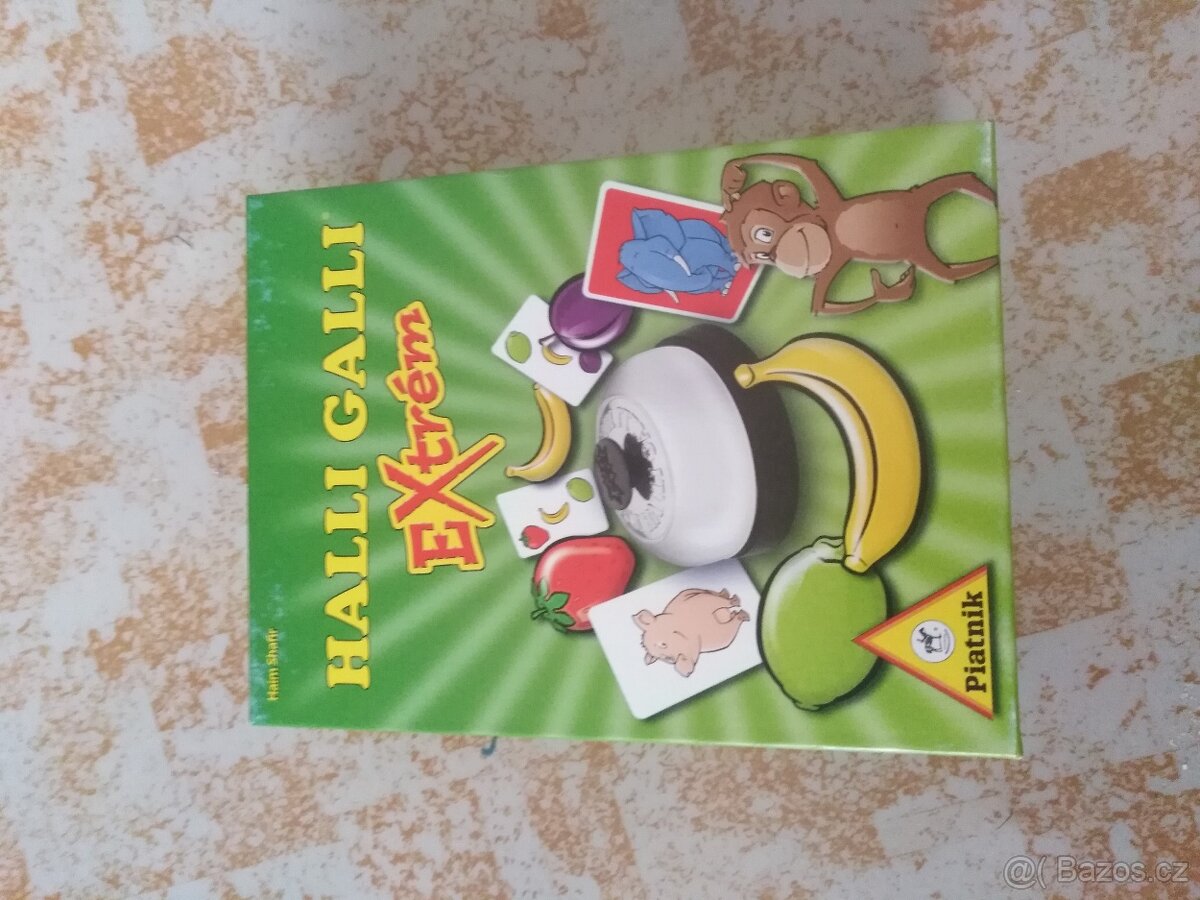 Haim Shafir
HALLI GALLI®
EXtrém
Piatnik
@( Bazos.cz